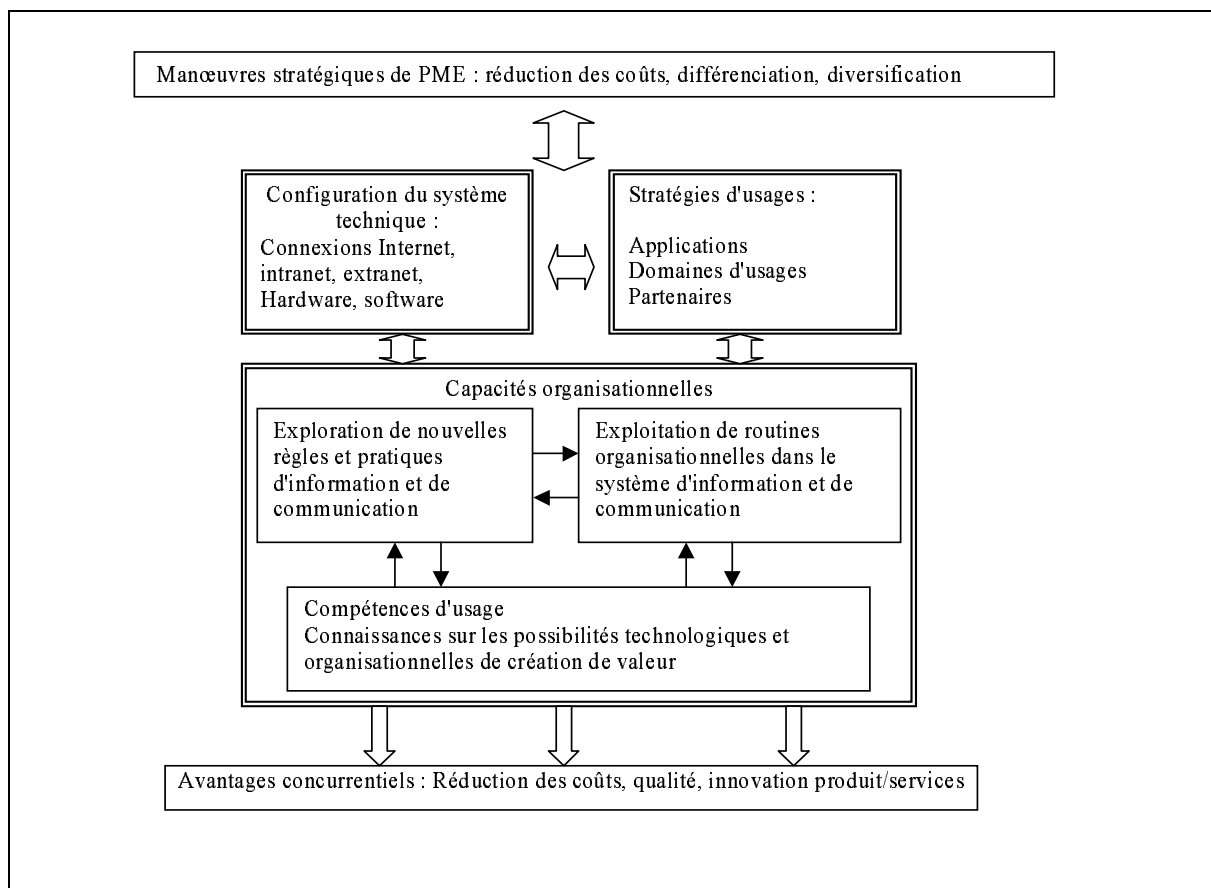 Manœuvres stratégiques de PME : réduction des coûts, différenciation, diversification
Configuration du système
technique :
Connexions Internet,
intranet, extranet,
Hardware, software
Stratégies d'usages :
Applications
Domaines d'usages
Partenaires
Capacités organisationnelles
Exploration de nouvelles
règles et pratiques
d'information et de
communication
Exploitation de routines
organisationnelles dans le
système d'information et de
communication
Compétences d'usage
Connaissances sur les possibilités technologiques et
organisationnelles de création de valeur
Avantages concurrentiels : Réduction des coûts, qualité, innovation produit/services